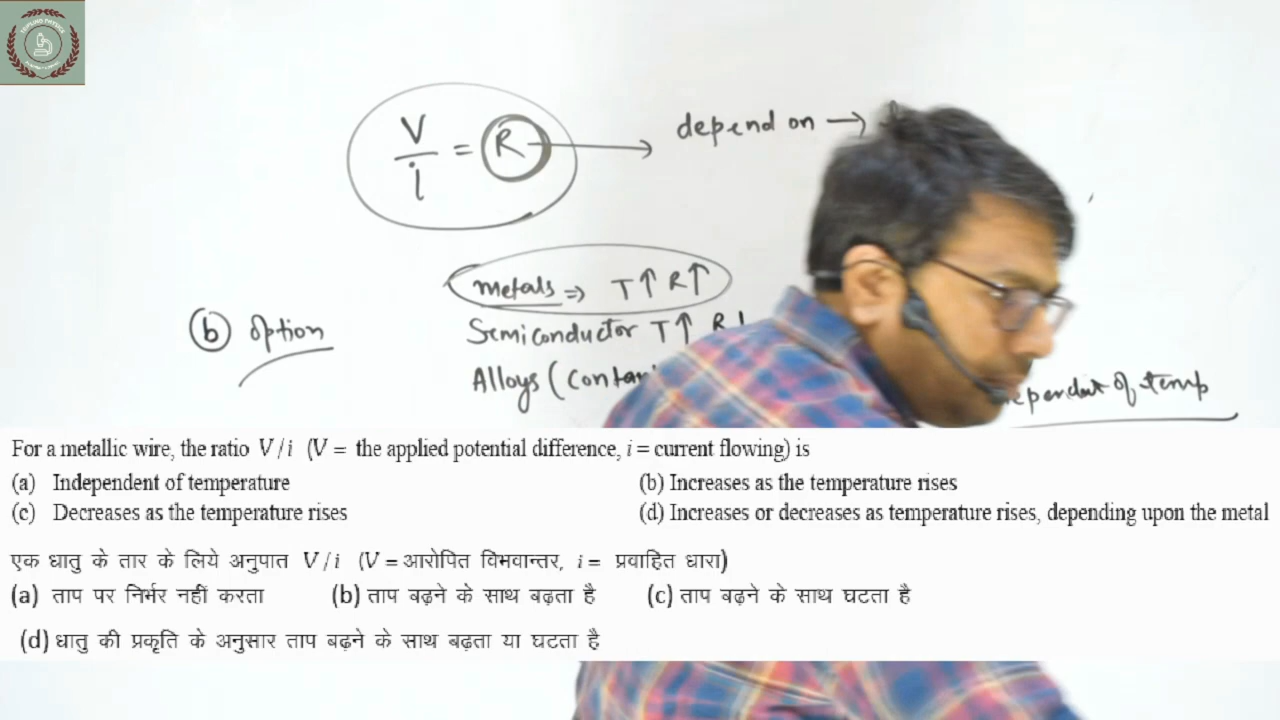 V/i = R → depend on →
metals ⇒ T↑ R↑
(b) option
Semiconductor T↑ R
Alloys (
of temp
For a metallic wire, the ratio V/i (V = the applied potential difference, i = current flowing) is
(a) Independent of temperature (b) Increases as the temperature rises
(c) Decreases as the temperature rises (d) Increases or decreases as temperature rises, depending upon the metal
एक धातु के तार के लिये अनुपात V/i (V = आरोपित विभवान्तर, i = प्रवाहित धारा)
(a) ताप पर निर्भर नहीं करता (b) ताप बढ़ने के साथ बढ़ता है (c) ताप बढ़ने के साथ घटता है
(d) धातु की प्रकृति के अनुसार ताप बढ़ने के साथ बढ़ता या घटता है